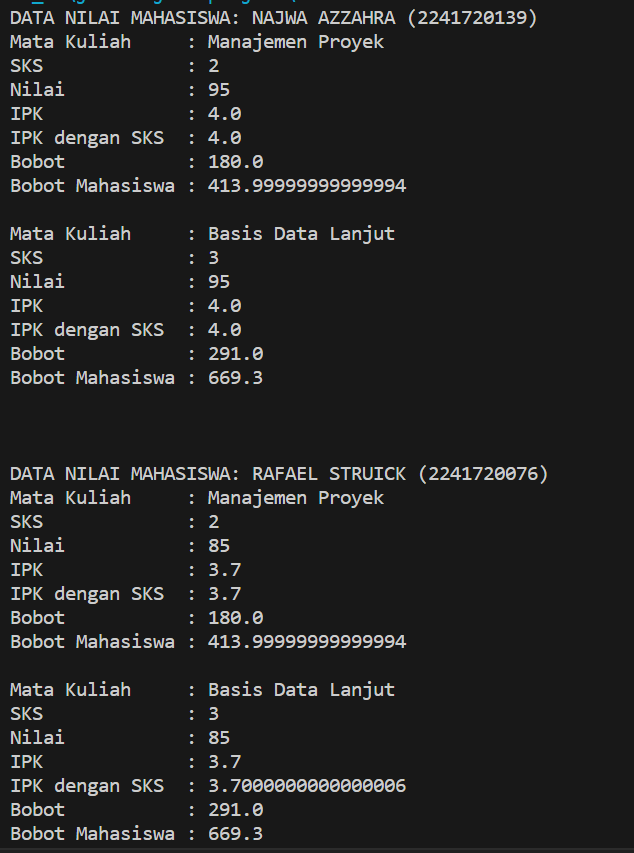 DATA NILAI MAHASISWA: NAJWA AZZAHRA (2241720139)
Mata Kuliah     : Manajemen Proyek
SKS             : 2
Nilai           : 95
IPK             : 4.0
IPK dengan SKS  : 4.0
Bobot           : 180.0
Bobot Mahasiswa : 413.99999999999994
Mata Kuliah     : Basis Data Lanjut
SKS             : 3
Nilai           : 95
IPK             : 4.0
IPK dengan SKS  : 4.0
Bobot           : 291.0
Bobot Mahasiswa : 669.3
DATA NILAI MAHASISWA: RAFAEL STRUICK (2241720076)
Mata Kuliah     : Manajemen Proyek
SKS             : 2
Nilai           : 85
IPK             : 3.7
IPK dengan SKS  : 3.7
Bobot           : 180.0
Bobot Mahasiswa : 413.99999999999994
Mata Kuliah     : Basis Data Lanjut
SKS             : 3
Nilai           : 85
IPK             : 3.7
IPK dengan SKS  : 3.7000000000000006
Bobot           : 291.0
Bobot Mahasiswa : 669.3